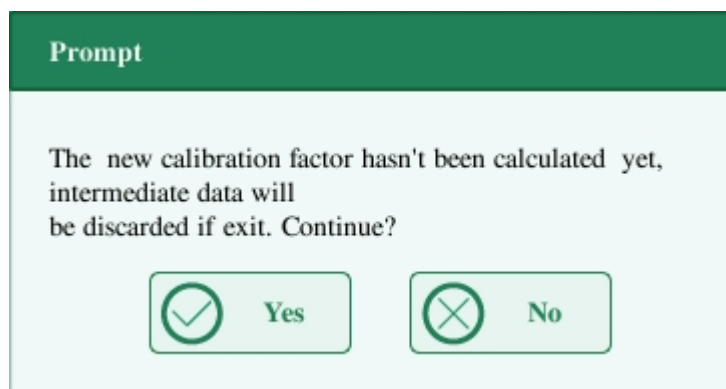 Prompt
The new calibration factor hasn't been calculated yet,
intermediate data will
be discarded if exit. Continue?
Yes
No